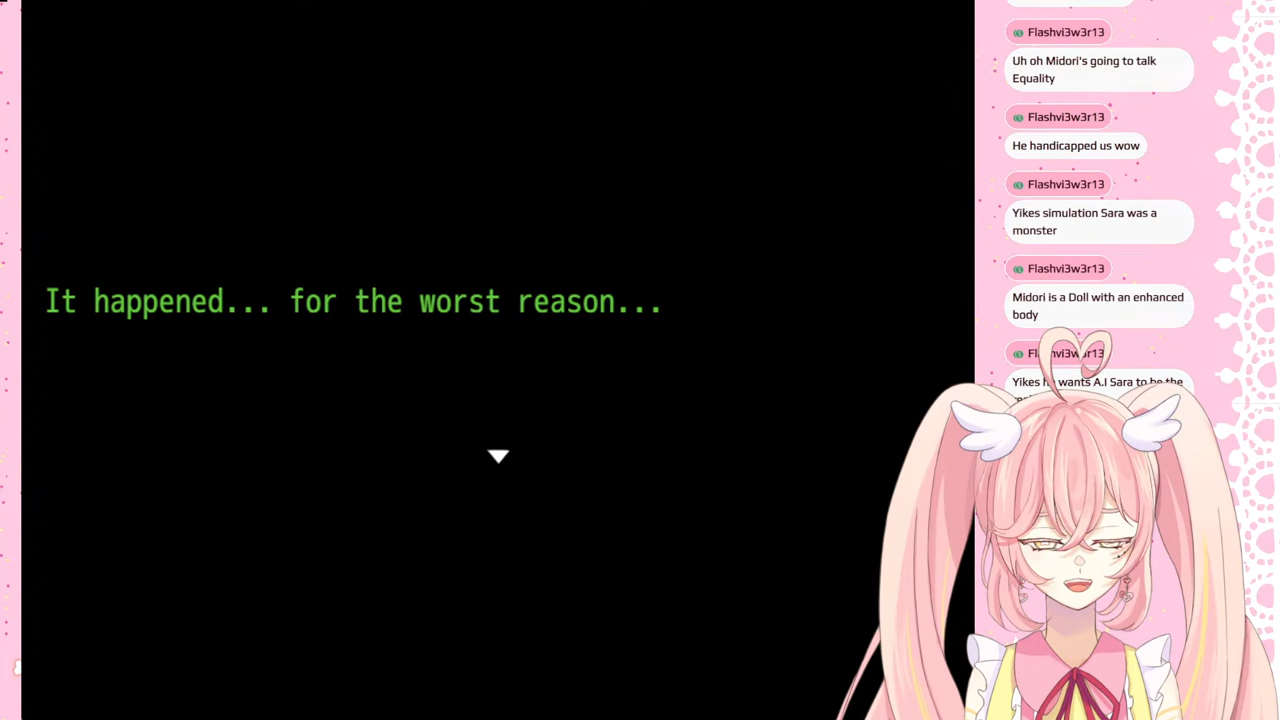 Flashvi3w3r13
Uh oh Midori's going to talk
Equality
Flashvi3w3r13
He handicapped us wow
Flashvi3w3r13
Yikes simulation Sara was a
monster
Flashvi3w3r13
Midori is a Doll with an enhanced
body
Flashvi3w3r13
Yikes he wants A.I Sara to be the
It happened... for the worst reason...